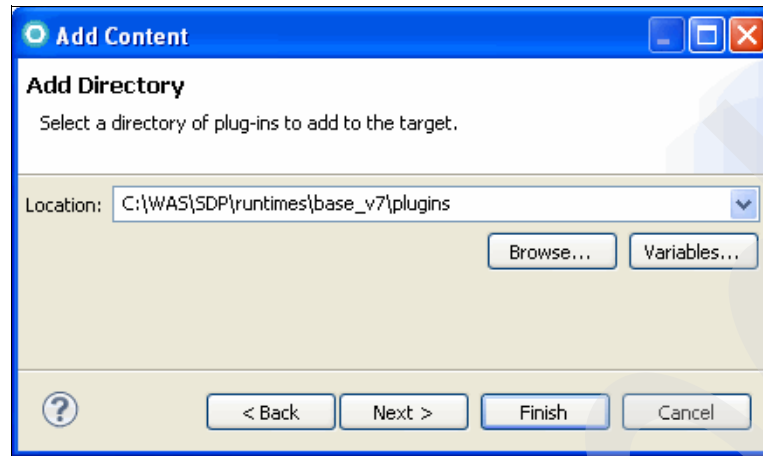 Add Content
Add Directory
Select a directory of plug-ins to add to the target.
Location: C:\WAS\SDP\runtimes\base_v7\plugins
Browse... Variables...
? < Back Next > Finish Cancel